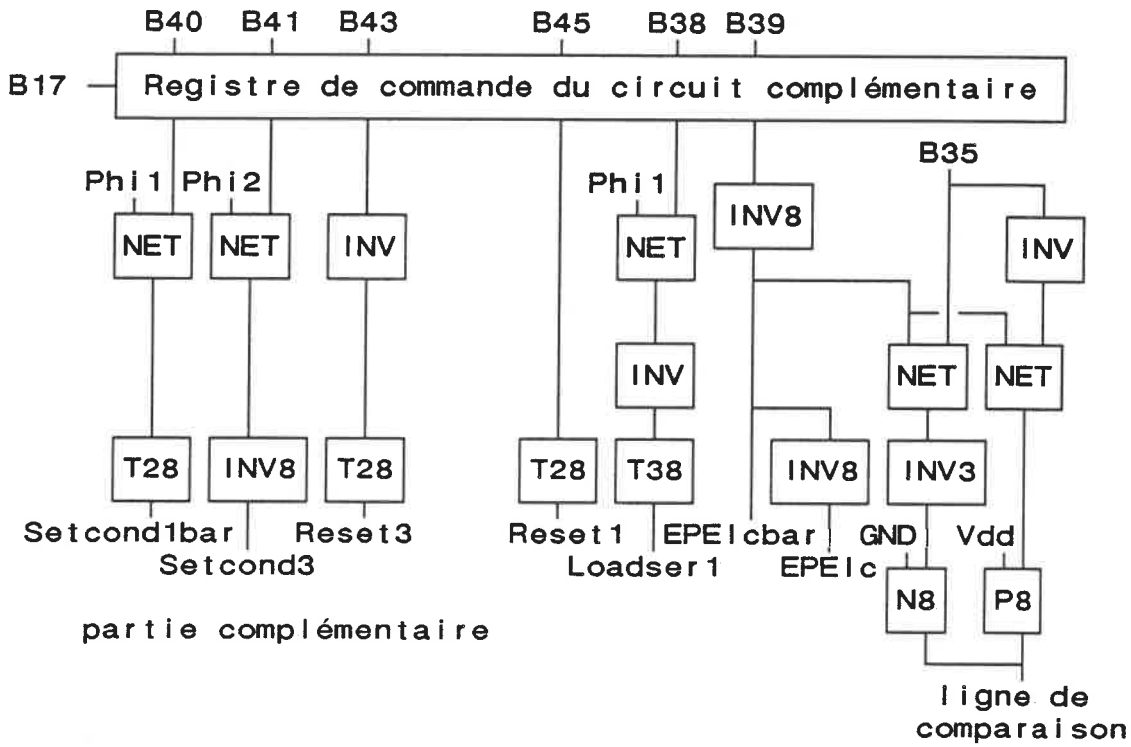 B40 B41 B43 B45 B38 B39
B17 Registre de commande du circuit complémentaire
B35
Phi1 Phi2 Phi1
INV8
NET NET INV NET INV
INV NET NET
T28 INV8 T28 T28 T38 INV8 INV3
Setcond1bar Reset3 Reset1 EPElcbar GND Vdd
Setcond3 Loadser1 EPElc
N8 P8
partie complémentaire
ligne de
comparaison